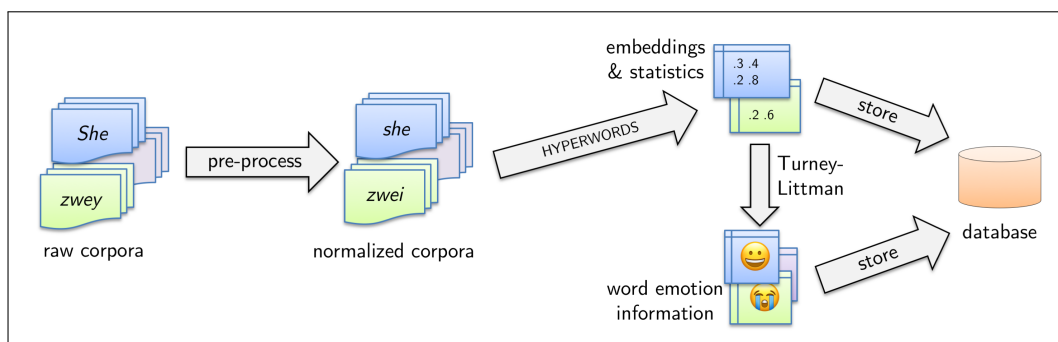 She
zwey
raw corpora
pre-process
she
zwei
normalized corpora
HYPERWORDS
embeddings
& statistics
.3 .4
.2 .8
.2 .6
store
Turney-
Littman
word emotion
information
store
database